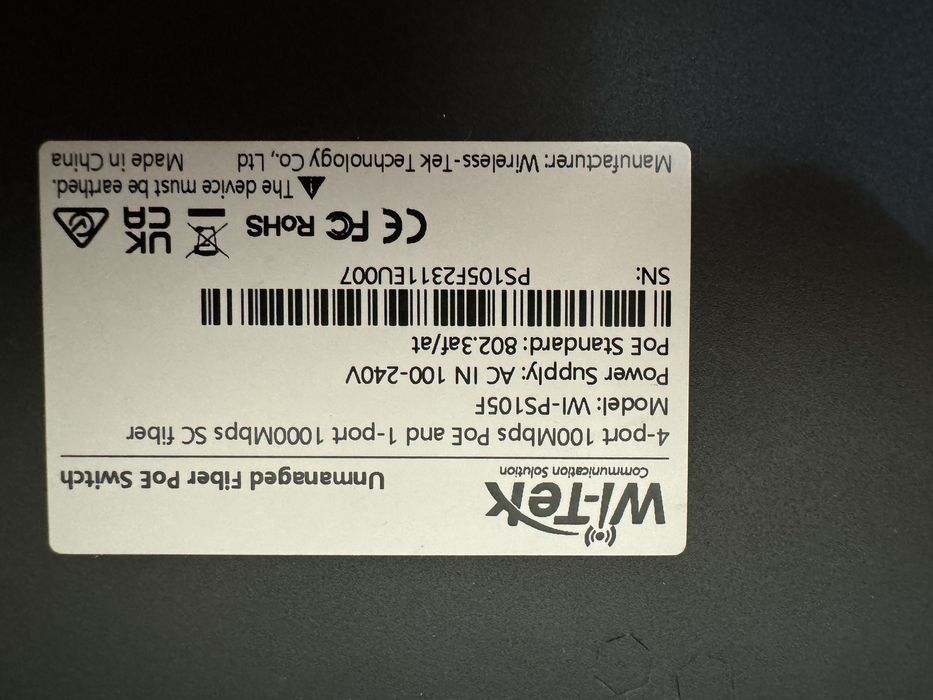 Wi-Tek
Communication Solution
Unmanaged Fiber PoE Switch
4-port 100Mbps PoE and 1-port 1000Mbps SC fiber
Model: WI-PS105F
Power Supply: AC IN 100-240V
PoE Standard: 802.3af/at
SN: PS105F2311EU007
CE FC RoHS UK CA
The device must be earthed.
Manufacturer: Wireless-Tek Technology Co., Ltd Made in China